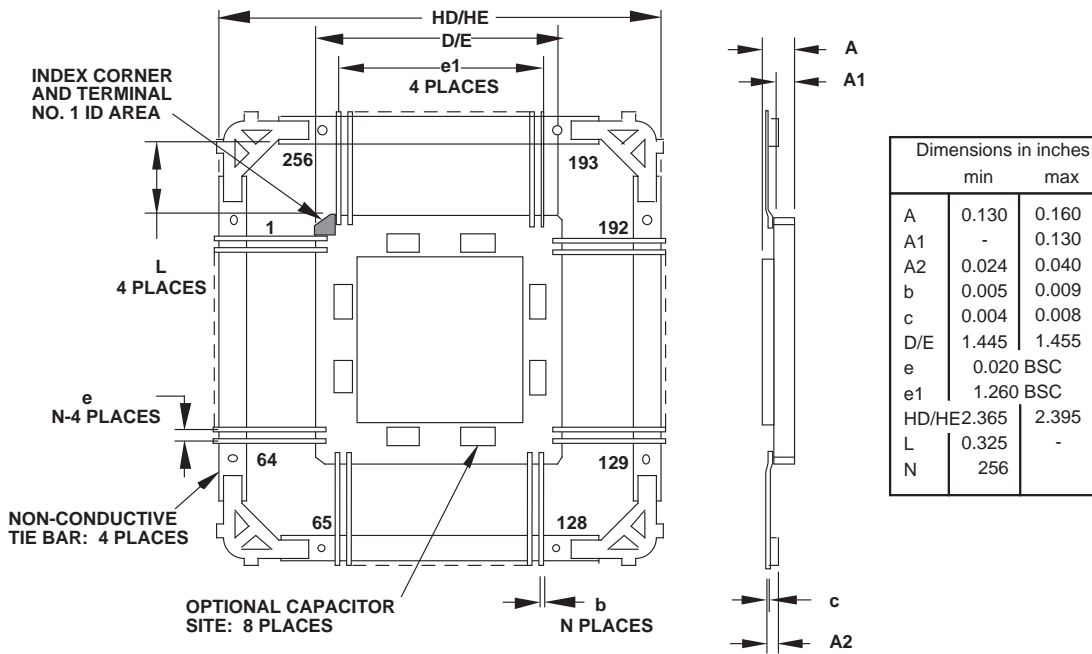 HD/HE
D/E
e1
4 PLACES
INDEX CORNER
AND TERMINAL
NO. 1 ID AREA
256
193
1
192
L
4 PLACES
e
N-4 PLACES
64
129
NON-CONDUCTIVE
TIE BAR: 4 PLACES
65
128
OPTIONAL CAPACITOR
SITE: 8 PLACES
b
N PLACES
A
A1
c
A2
Dimensions in inches
min max
A 0.130 0.160
A1 - 0.130
A2 0.024 0.040
b 0.005 0.009
c 0.004 0.008
D/E 1.445 1.455
e 0.020 BSC
e1 1.260 BSC
HD/HE 2.365 2.395
L 0.325 -
N 256